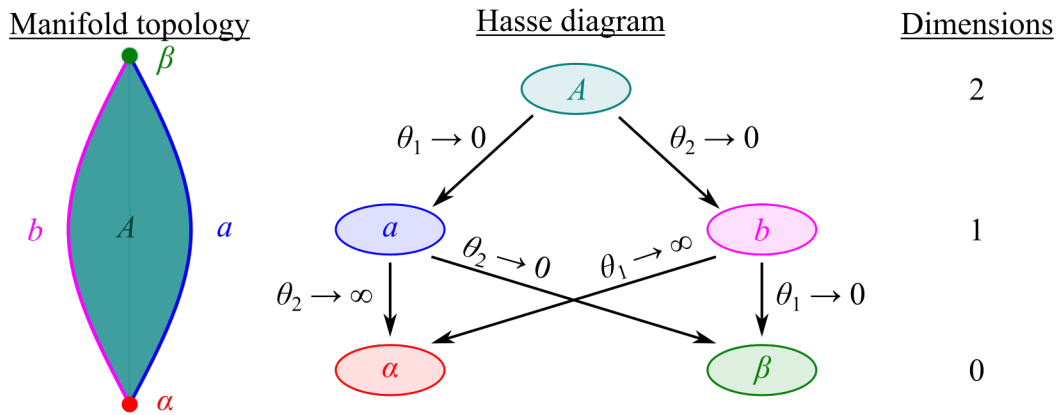 Manifold topology
Hasse diagram
Dimensions
β
A
2
θ₁ → 0
θ₂ → 0
b
A
a
a
b
1
θ₂ → 0
θ₁ → ∞
θ₂ → ∞
θ₁ → 0
α
β
0
α